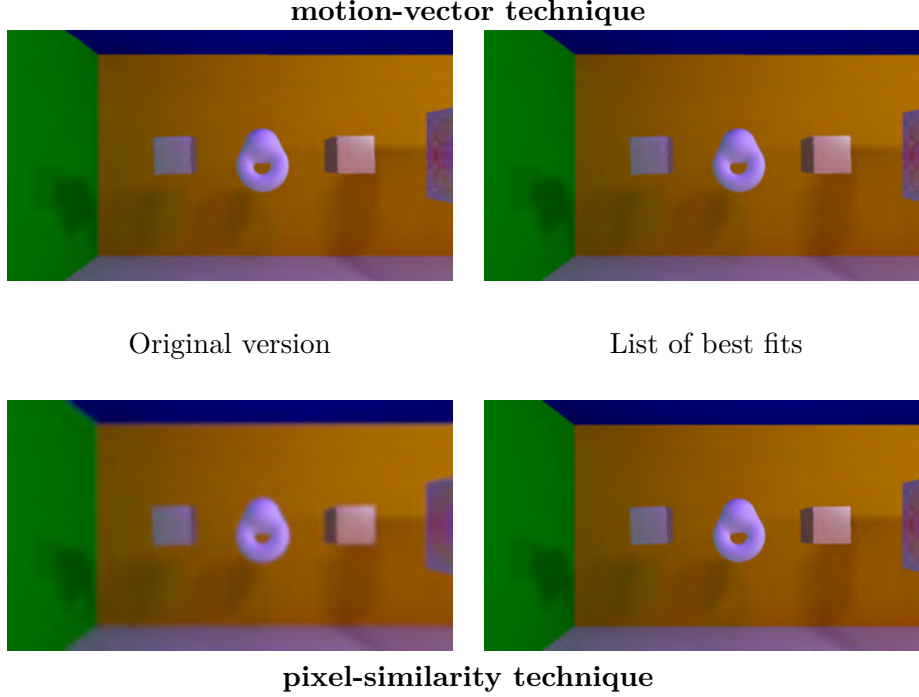 motion-vector technique
Original version
List of best fits
pixel-similarity technique